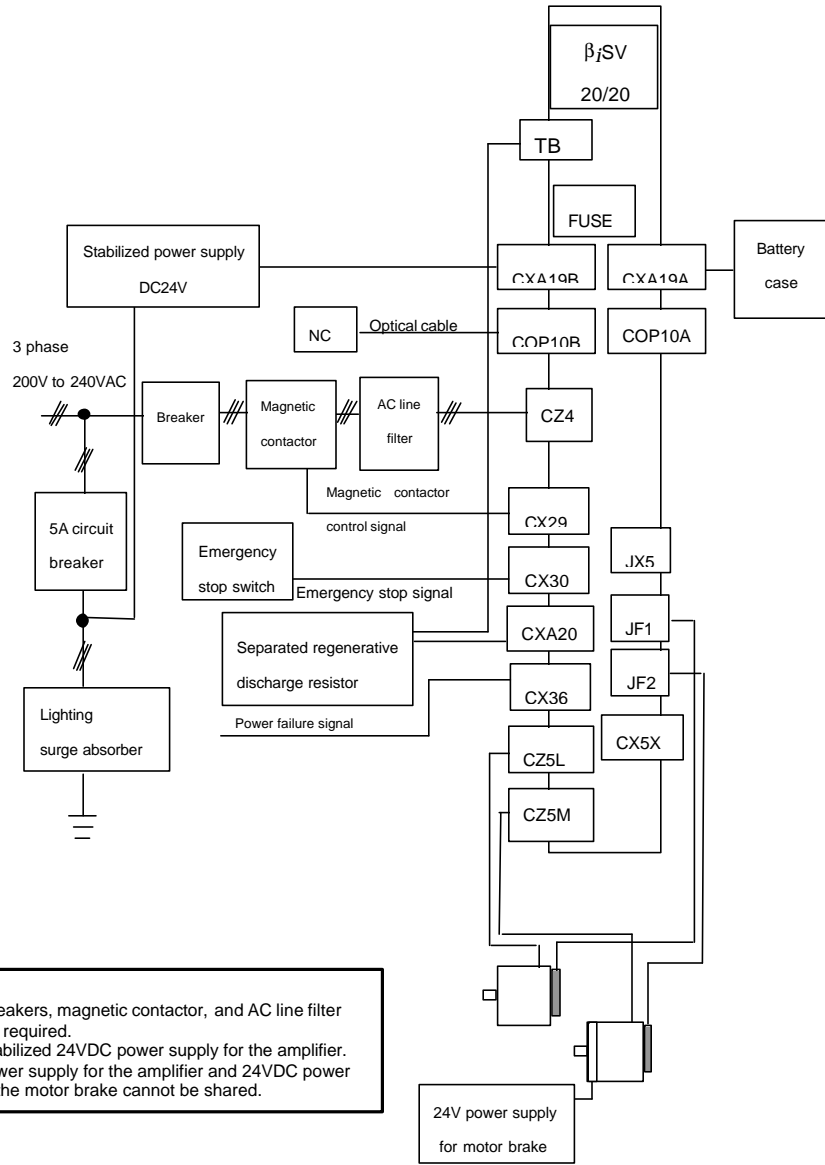 βiSV
20/20
TB
FUSE
Stabilized power supply
DC24V
CXA19B
CXA19A
Battery
case
NC
Optical cable
COP10B
COP10A
3 phase
200V to 240VAC
Breaker
Magnetic
contactor
AC line
filter
CZ4
Magnetic contactor
control signal
CX29
5A circuit
breaker
Emergency
stop switch
Emergency stop signal
CX30
JX5
Separated regenerative
discharge resistor
CXA20
JF1
Power failure signal
CX36
JF2
Lighting
surge absorber
CZ5L
CX5X
CZ5M
eakers, magnetic contactor, and AC line filter
required.
abilized 24VDC power supply for the amplifier.
wer supply for the amplifier and 24VDC power
the motor brake cannot be shared.
24V power supply
for motor brake